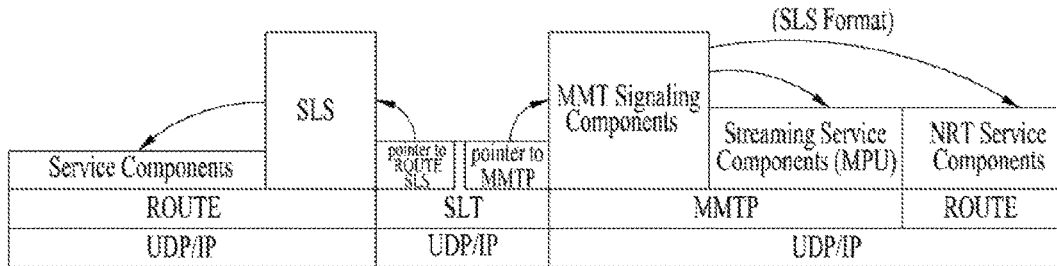 (SLS Format)
SLS
MMT Signaling
Components
Service Components
pointer to
ROUTE
SLS
pointer to
MMTP
Streaming Service
Components (MPU)
NRT Service
Components
ROUTE
SLT
MMTP
ROUTE
UDP/IP
UDP/IP
UDP/IP